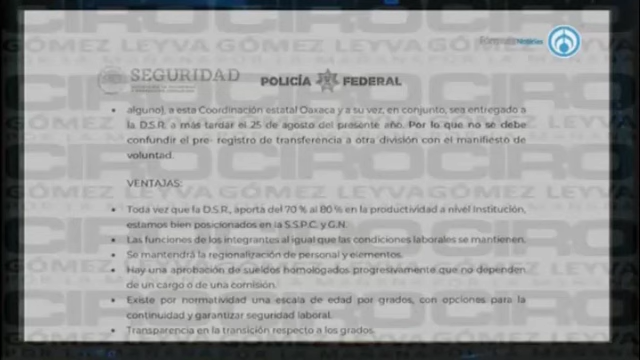 Fórmula Noticias
SEGURIDAD
POLICÍA FEDERAL
• alguno), a esta Coordinación estatal Oaxaca y a su vez, en conjunto, sea entregado a
la D.S.R. a más tardar el 25 de agosto del presente año. Por lo que no se debe
confundir el pre- registro de transferencia a otra división con el manifiesto de
voluntad.
VENTAJAS:
• Toda vez que la D.S.R., aporta del 70 % al 80 % en la productividad a nivel Institución,
estamos bien posicionados en la S.S.P.C. y G.N.
• Las funciones de los integrantes al igual que las condiciones laborales se mantienen.
• Se mantendrá la regionalización de personal y elementos.
• Hay una aprobación de sueldos homologados progresivamente que no dependen
de un cargo o de una comisión.
• Existe por normatividad una escala de edad por grados, con opciones para la
continuidad y garantizar seguridad laboral.
• Transparencia en la transición respecto a los grados.
CIRO
GÓMEZ LEYVA